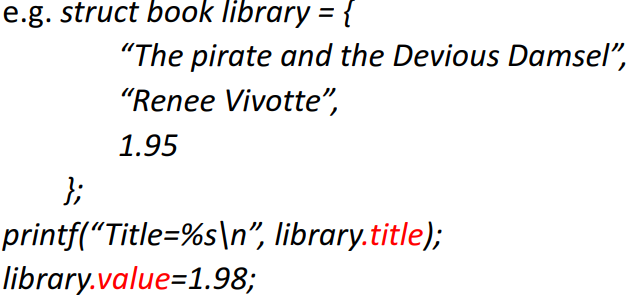 e.g. struct book library = {
“The pirate and the Devious Damsel”,
“Renee Vivotte”,
1.95
};
printf(“Title=%s\n”, library.title);
library.value=1.98;